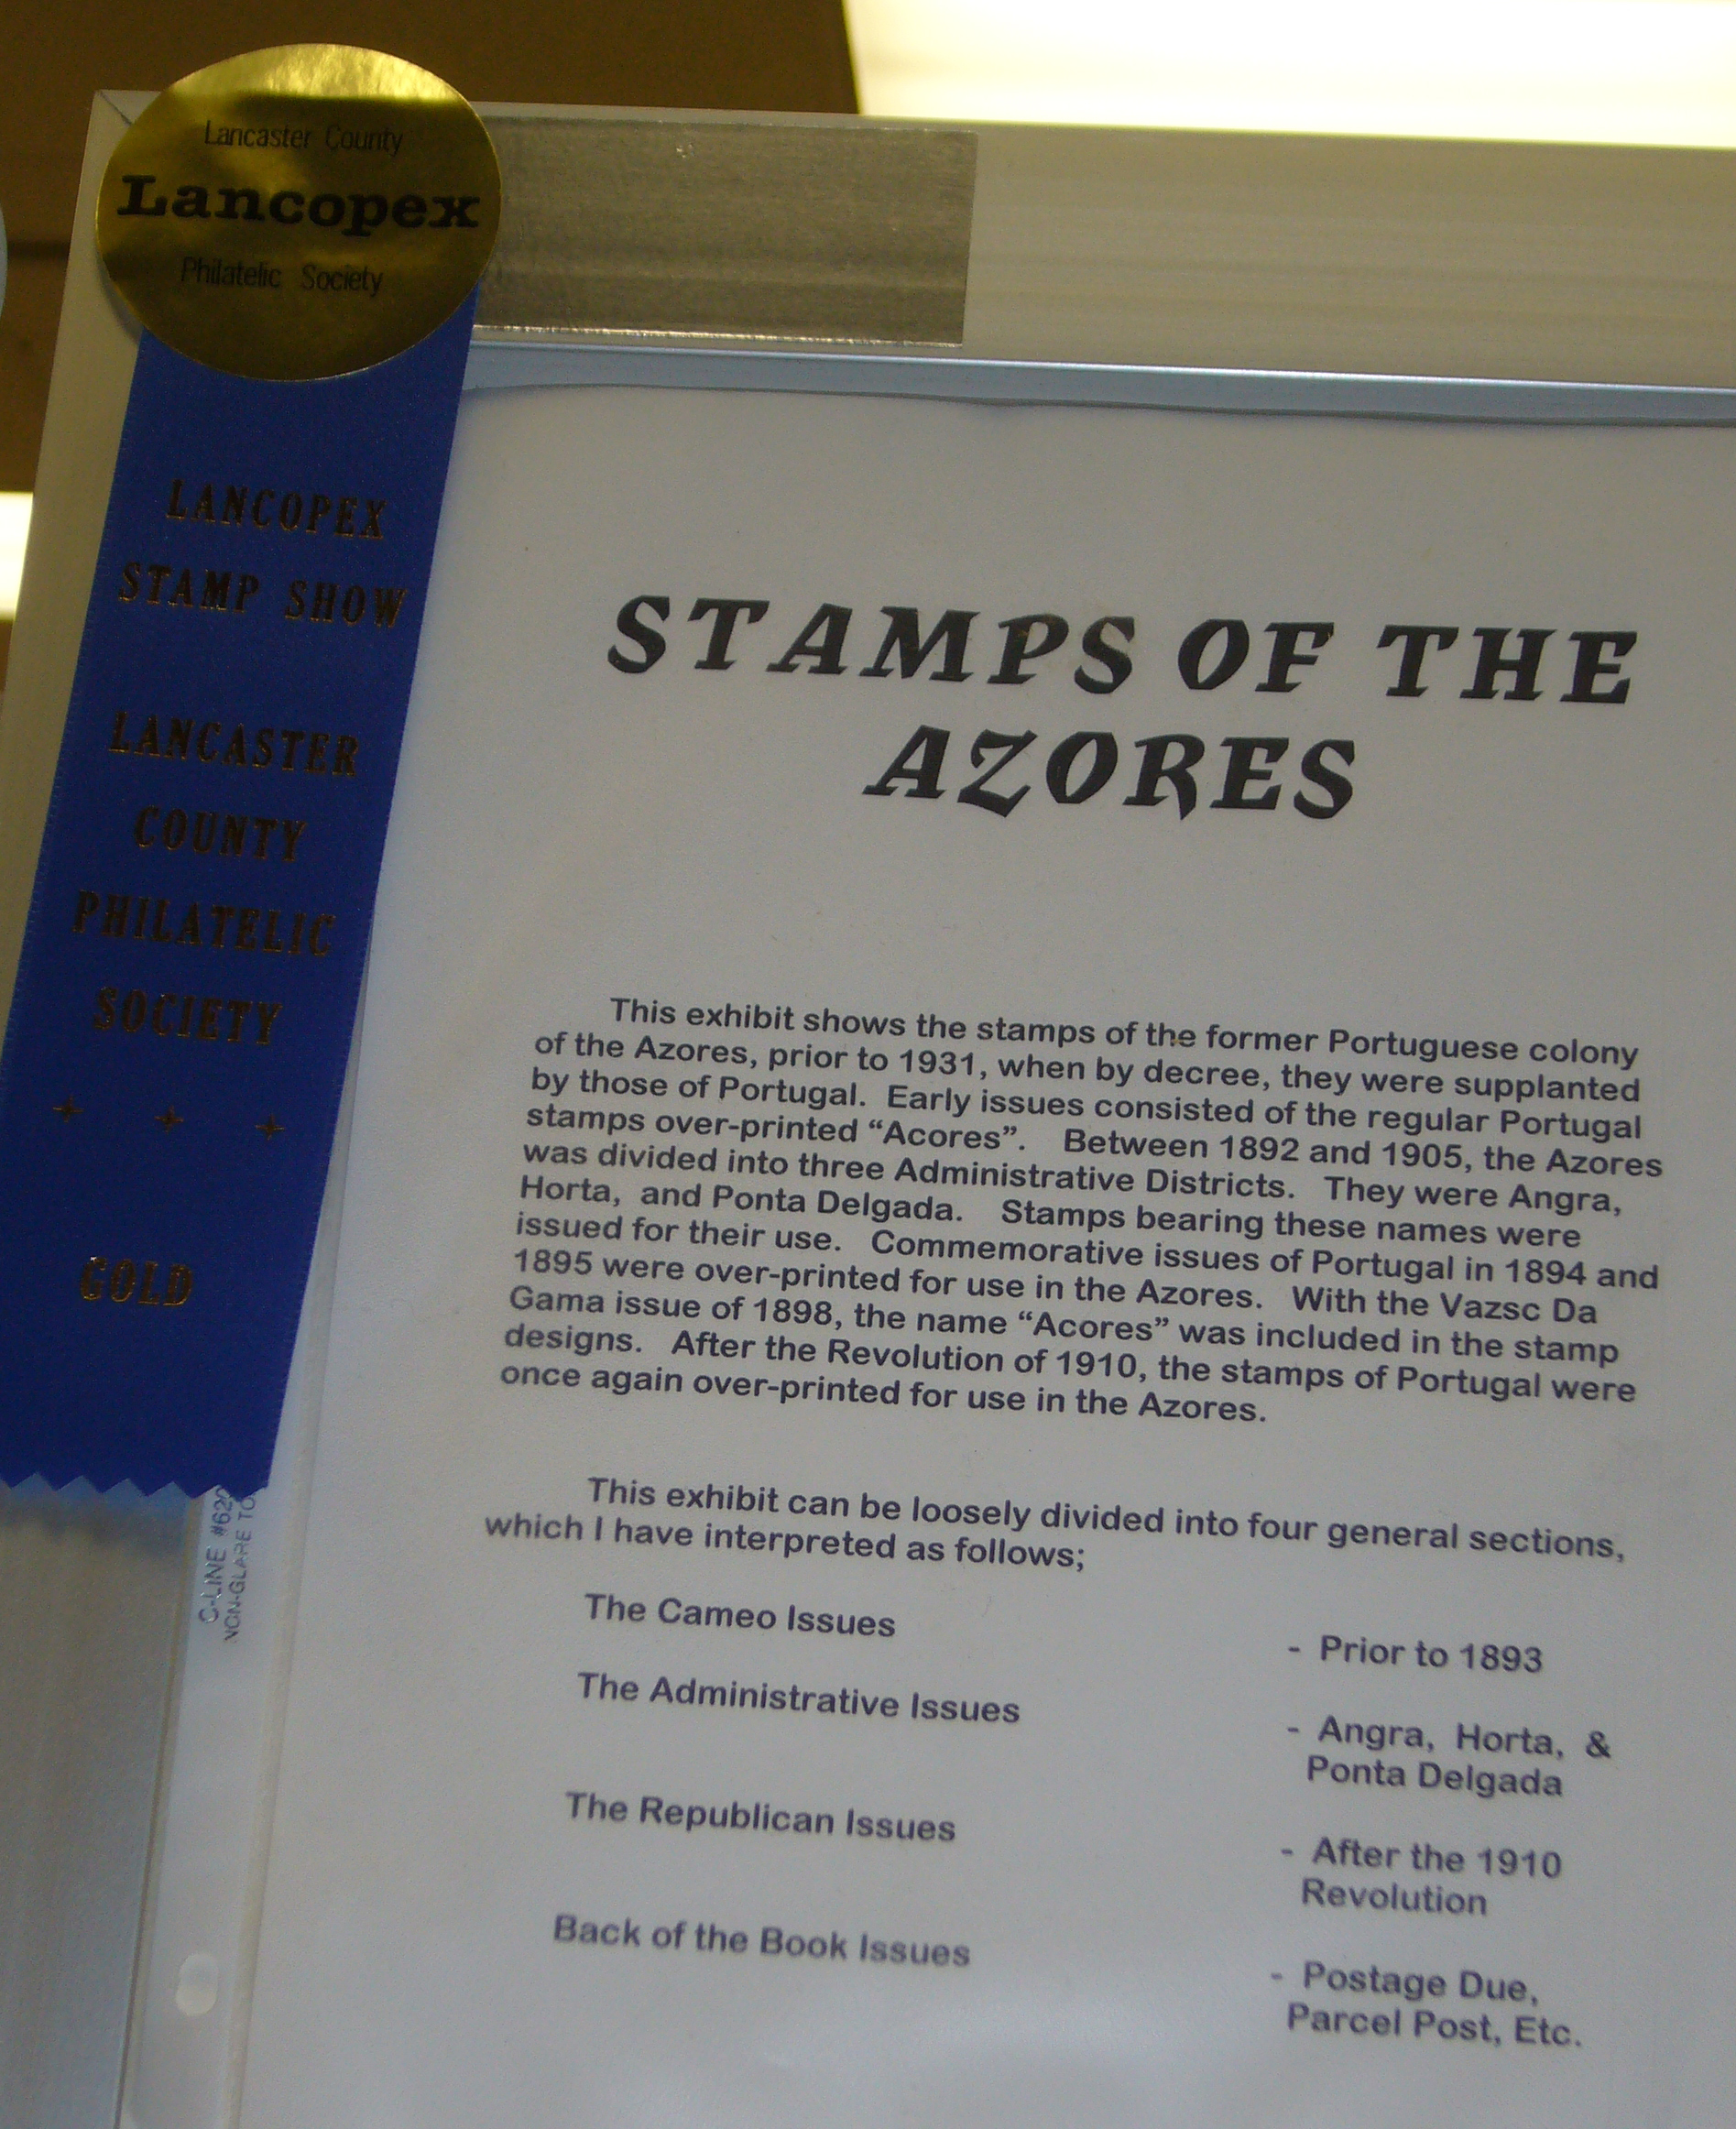 Lancaster County
Lancopex
Philatelic Society
LANCOPEX
STAMP SHOW
LANCASTER
COUNTY
PHILATELIC
SOCIETY
GOLD
STAMPS OF THE
AZORES
This exhibit shows the stamps of the former Portuguese colony
of the Azores, prior to 1931, when by decree, they were supplanted
by those of Portugal. Early issues consisted of the regular Portugal
stamps over-printed “Acores”. Between 1892 and 1905, the Azores
was divided into three Administrative Districts. They were Angra,
Horta, and Ponta Delgada. Stamps bearing these names were
issued for their use. Commemorative issues of Portugal in 1894 and
1895 were over-printed for use in the Azores. With the Vazsc Da
Gama issue of 1898, the name “Acores” was included in the stamp
designs. After the Revolution of 1910, the stamps of Portugal were
once again over-printed for use in the Azores.
This exhibit can be loosely divided into four general sections,
which I have interpreted as follows;
The Cameo Issues
- Prior to 1893
The Administrative Issues
- Angra, Horta, &
Ponta Delgada
The Republican Issues
- After the 1910
Revolution
Back of the Book Issues
- Postage Due,
Parcel Post, Etc.
C-LINE
NON-GLARE